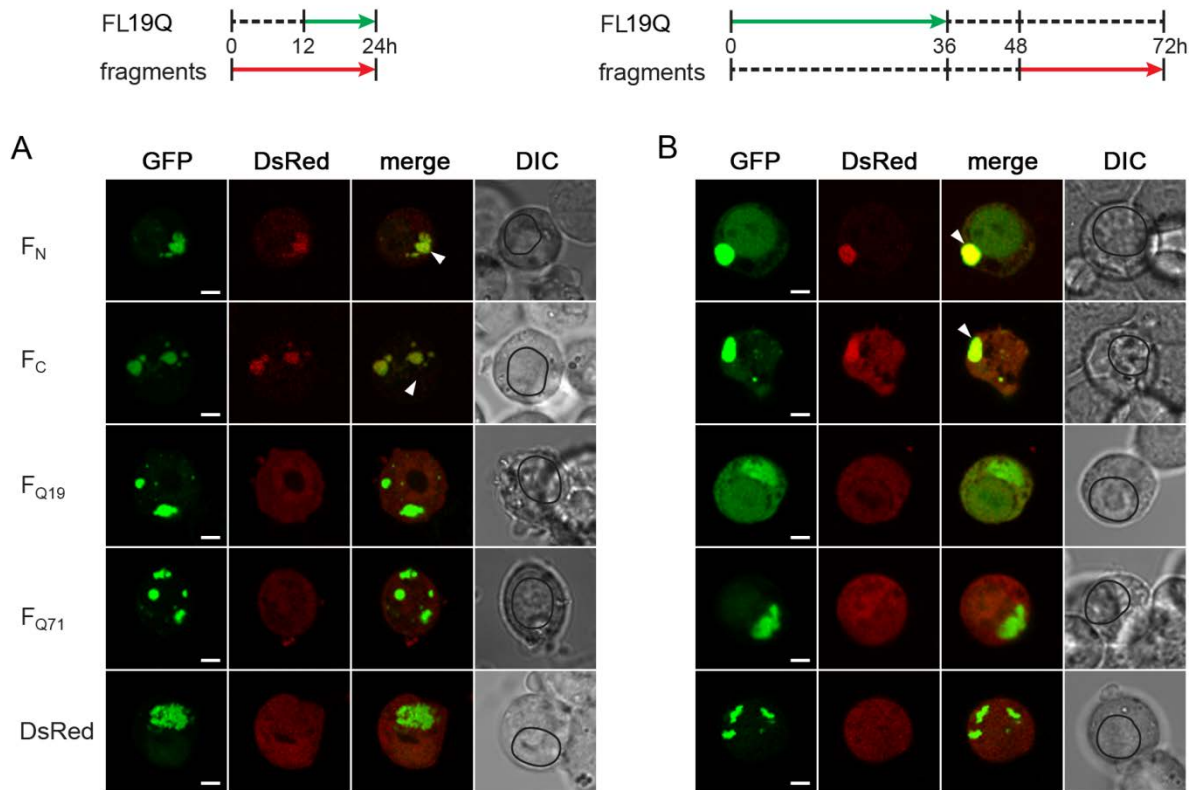 FL19Q
0 12 24h
fragments
FL19Q
0 36 48 72h
fragments
A
GFP DsRed merge DIC
B
GFP DsRed merge DIC
FN
FC
FQ19
FQ71
DsRed